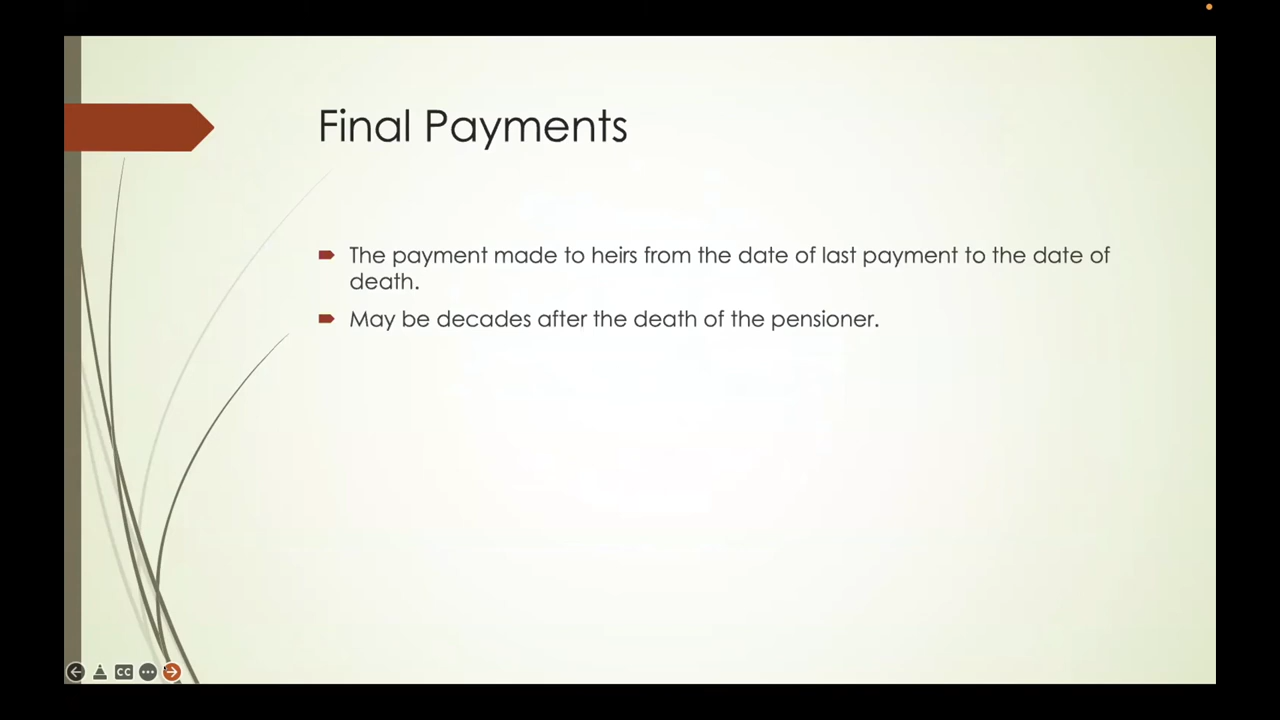 Final Payments
The payment made to heirs from the date of last payment to the date of
death.
May be decades after the death of the pensioner.
CC